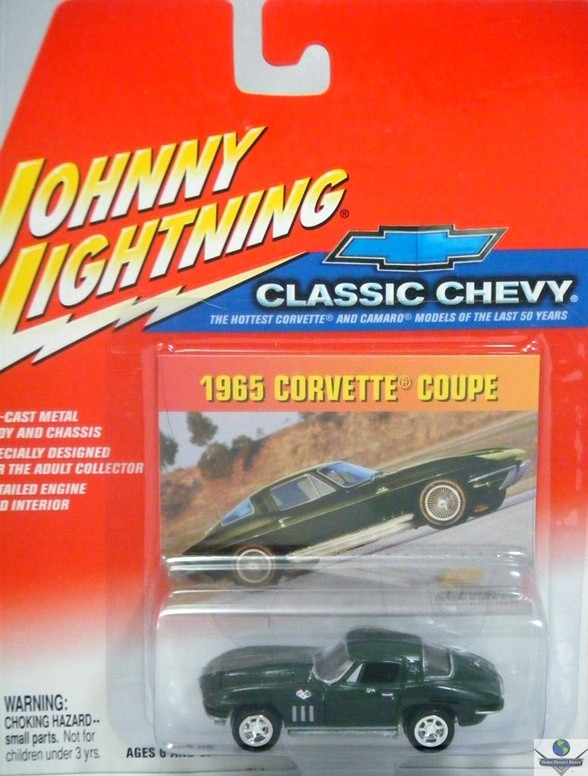 JOHNNY
LIGHTNING®
CLASSIC CHEVY®
THE HOTTEST CORVETTE® AND CAMARO® MODELS OF THE LAST 50 YEARS
1965 CORVETTE® COUPE
-CAST METAL
DY AND CHASSIS
ECIALLY DESIGNED
R THE ADULT COLLECTOR
TAILED ENGINE
D INTERIOR
WARNING:
CHOKING HAZARD--
small parts. Not for
children under 3 yrs.
AGES